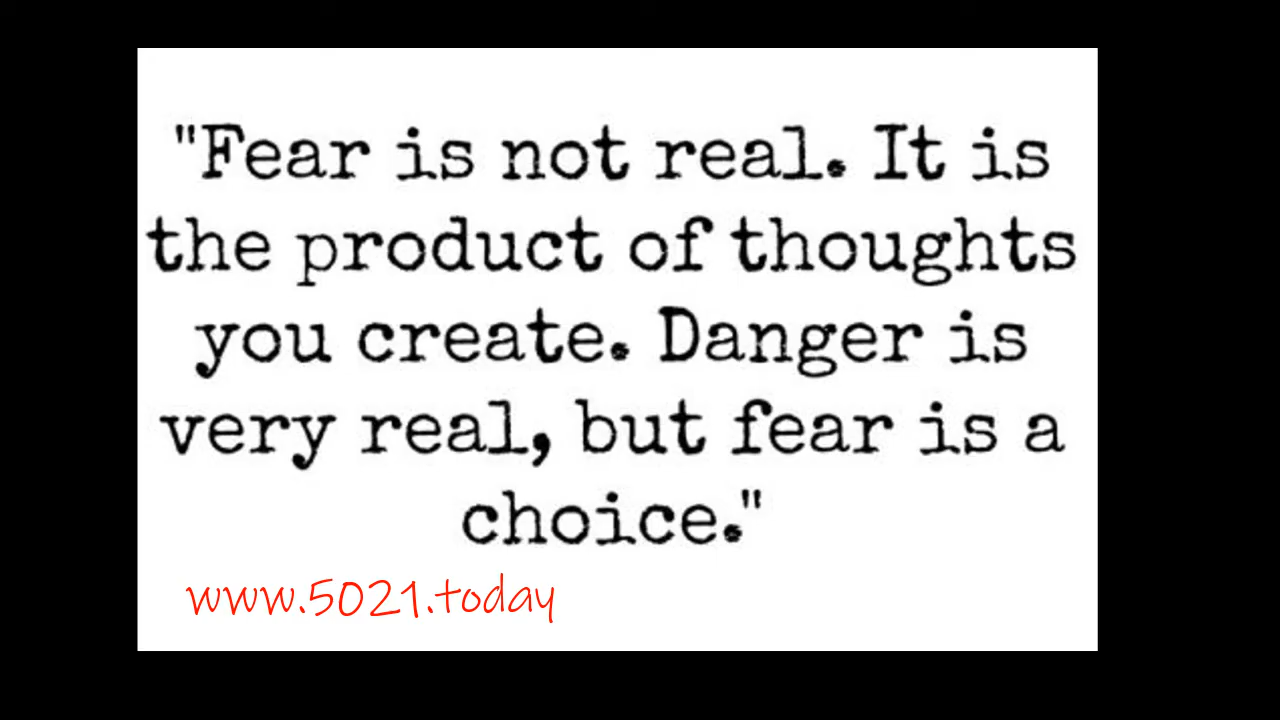 "Fear is not real. It is
the product of thoughts
you create. Danger is
very real, but fear is a
choice."
www.5021.today